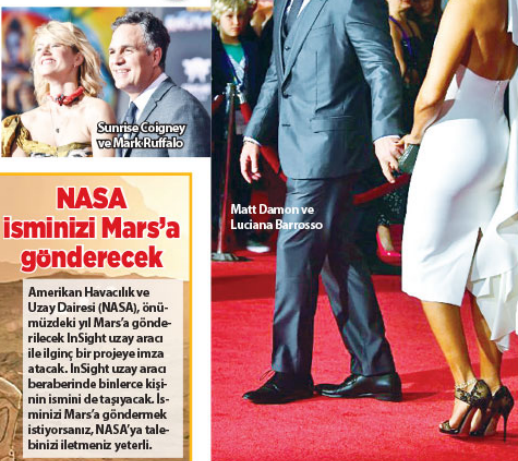 Sunrise Coigney
ve Mark Ruffalo
Matt Damon ve
Luciana Barrosso
NASA
isminizi Mars'a
gönderecek
Amerikan Havacılık ve
Uzay Dairesi (NASA), önü-
müzdeki yıl Mars'a gönde-
rilecek InSight uzay aracı
ile ilginç bir projeye imza
atacak. InSight uzay aracı
beraberinde binlerce kişi-
nin ismini de taşıyacak. İs-
minizi Mars'a göndermek
istiyorsanız, NASA'ya tale-
binizi iletmeniz yeterli.